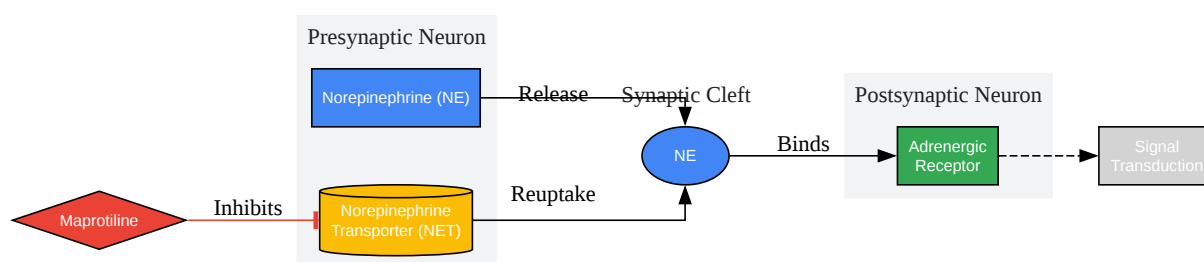 Presynaptic Neuron
Norepinephrine (NE)
Release
Synaptic Cleft
Postsynaptic Neuron
NE
Binds
Adrenergic
Receptor
Signal
Transduction
Maprotiline
Inhibits
Norepinephrine
Transporter (NET)
Reuptake